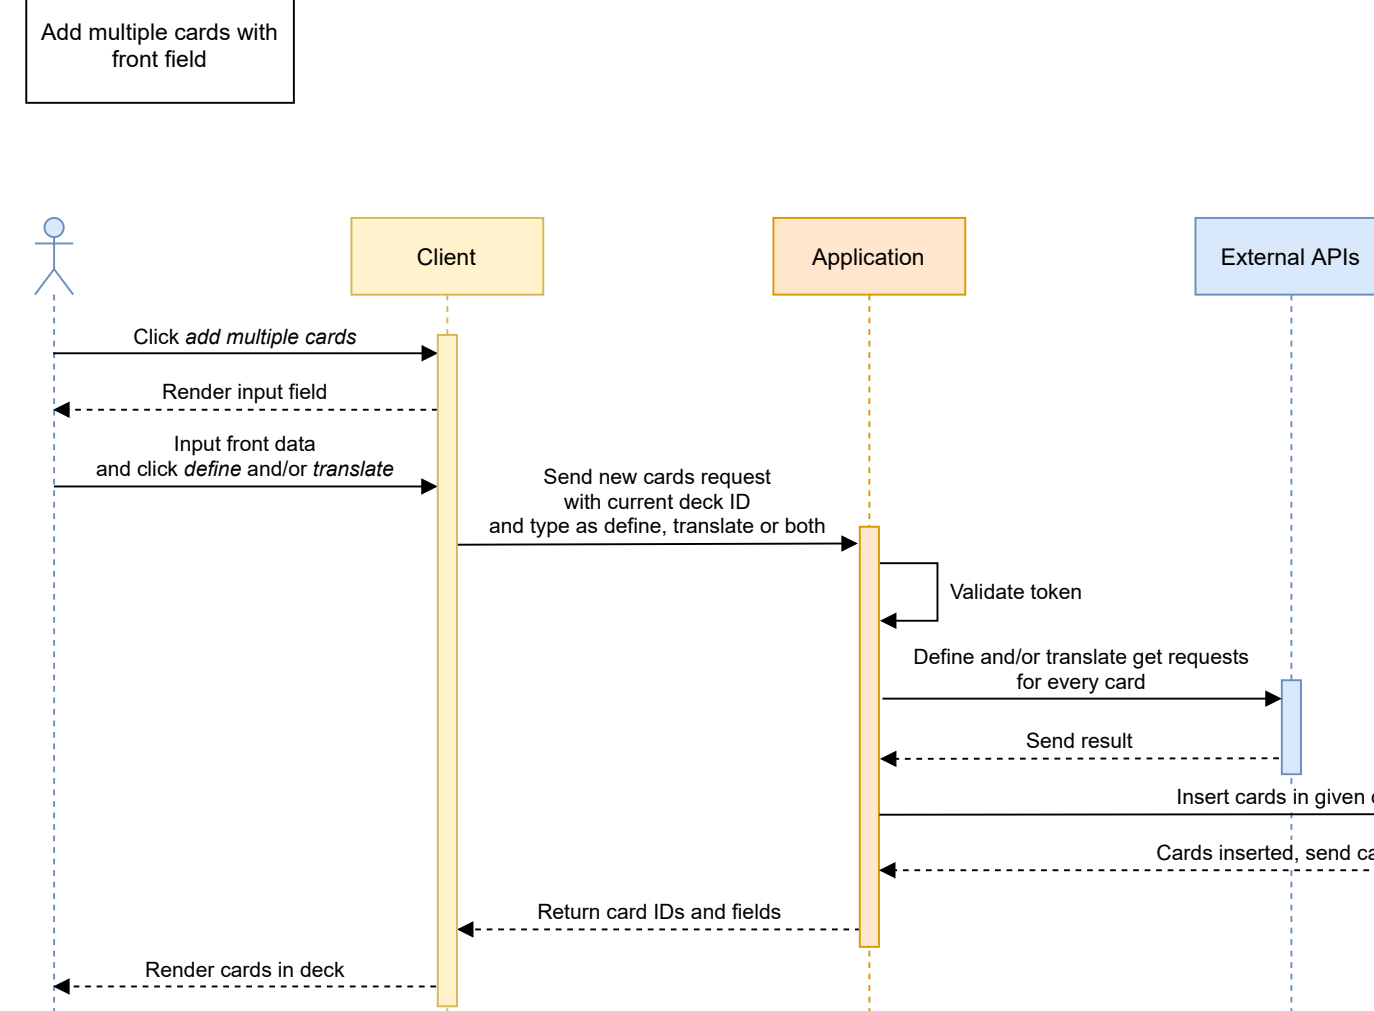 Add multiple cards with
front field
Client
Application
External APIs
Click add multiple cards
Render input field
Input front data
and click define and/or translate
Send new cards request
with current deck ID
and type as define, translate or both
Validate token
Define and/or translate get requests
for every card
Send result
Insert cards in given
Cards inserted, send
Return card IDs and fields
Render cards in deck